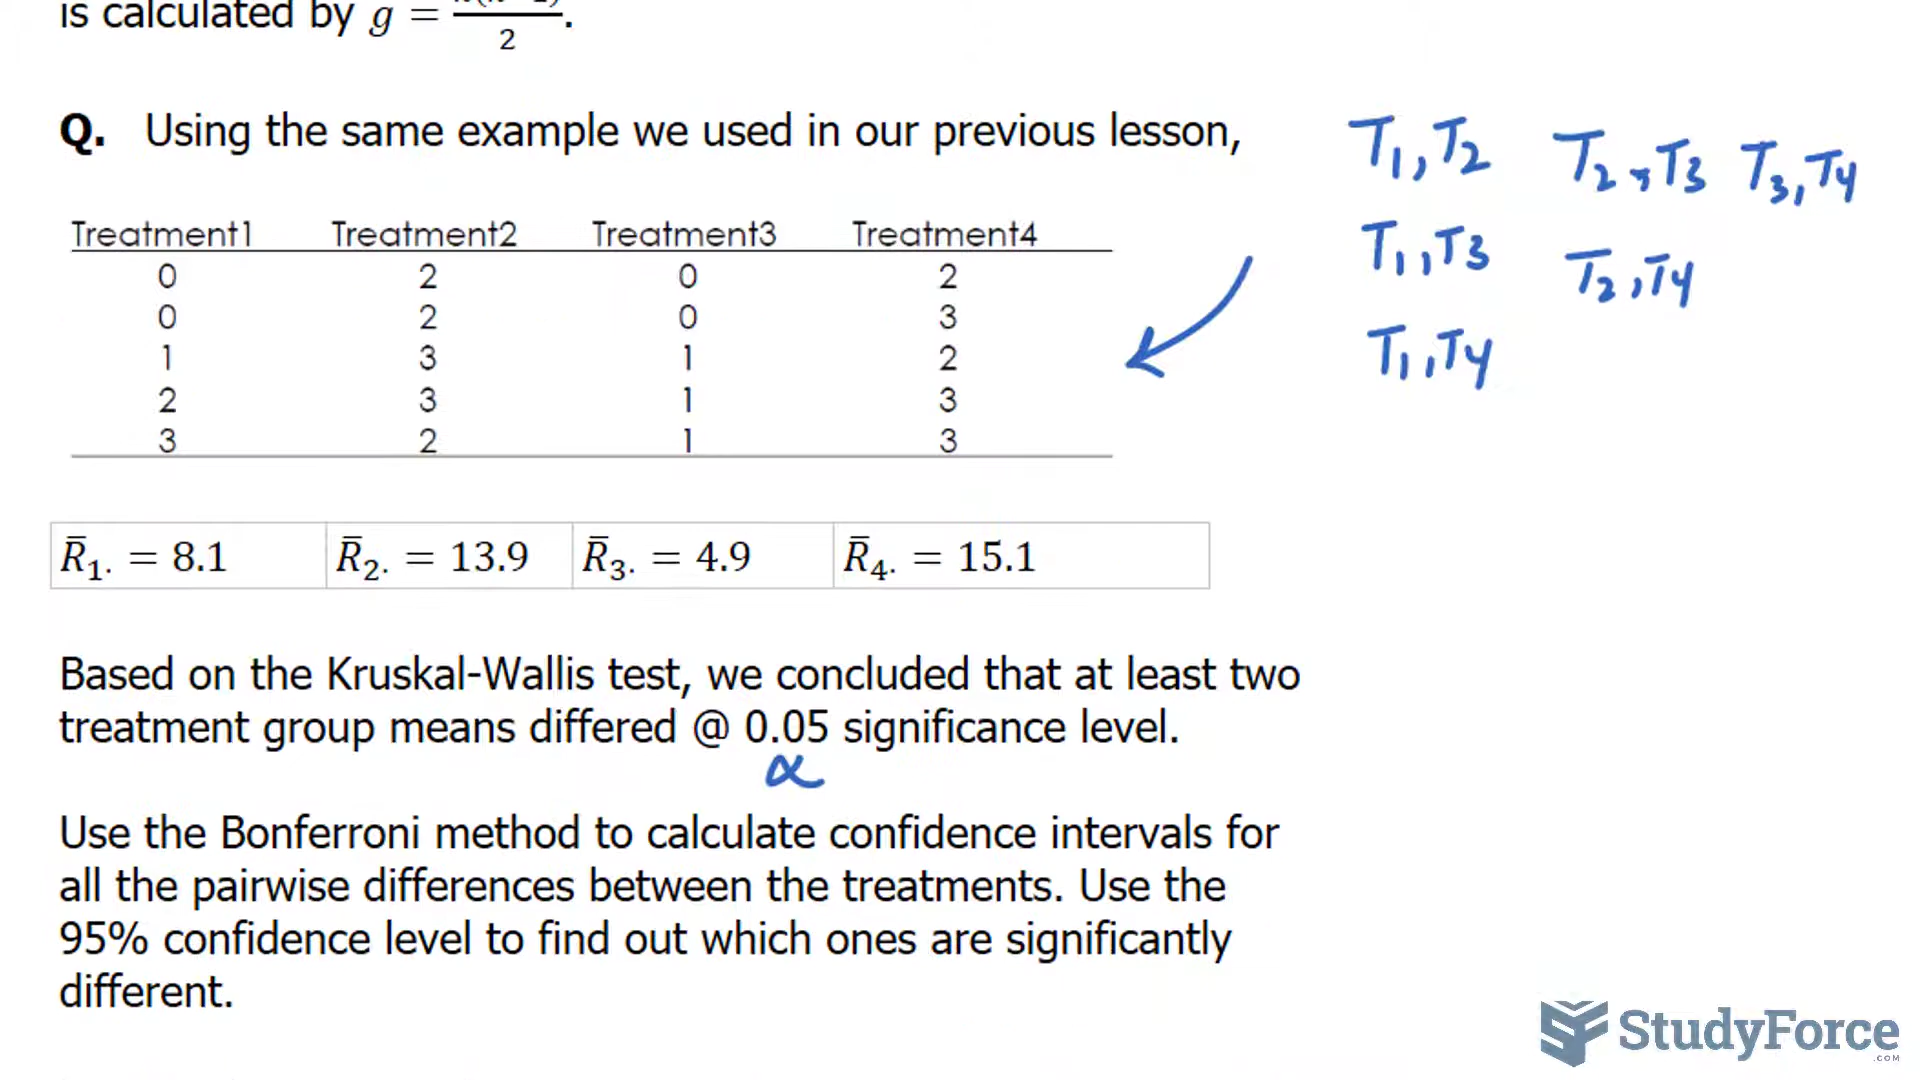 is calculated by g = 2.
Q. Using the same example we used in our previous lesson,
T1, T2 T2, T3 T3, T4
T1, T3 T2, T4
T1, T4
Treatment1 Treatment2 Treatment3 Treatment4
0 2 0 2
0 2 0 3
1 3 1 2
2 3 1 3
3 2 1 3
R̄1. = 8.1 R̄2. = 13.9 R̄3. = 4.9 R̄4. = 15.1
Based on the Kruskal-Wallis test, we concluded that at least two
treatment group means differed @ 0.05 significance level.
α
Use the Bonferroni method to calculate confidence intervals for
all the pairwise differences between the treatments. Use the
95% confidence level to find out which ones are significantly
different.
StudyForce
.COM